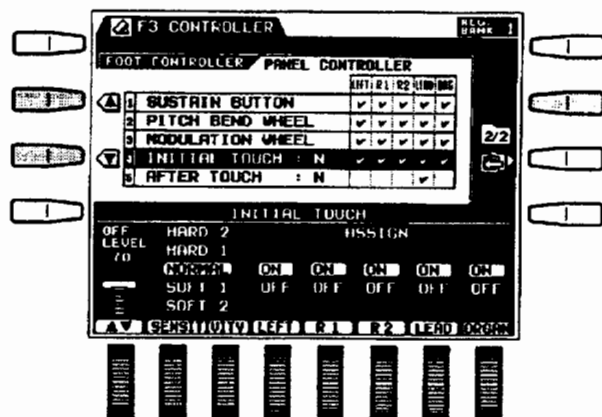 F3 CONTROLLER
REG. BANK 1
FOOT CONTROLLER PANEL CONTROLLER
LEFT R1 R2 LEAD ORG
1 SUSTAIN BUTTON
2 PITCH BEND WHEEL
3 MODULATION WHEEL
4 INITIAL TOUCH : N
5 AFTER TOUCH : N
2/2
INITIAL TOUCH
OFF LEVEL 70
HARD 2 ASSIGN
HARD 1
NORMAL ON ON ON ON ON
SOFT 1 OFF OFF OFF OFF OFF
SOFT 2
▲▼ SENSITIVITY LEFT R1 R2 LEAD ORGAN